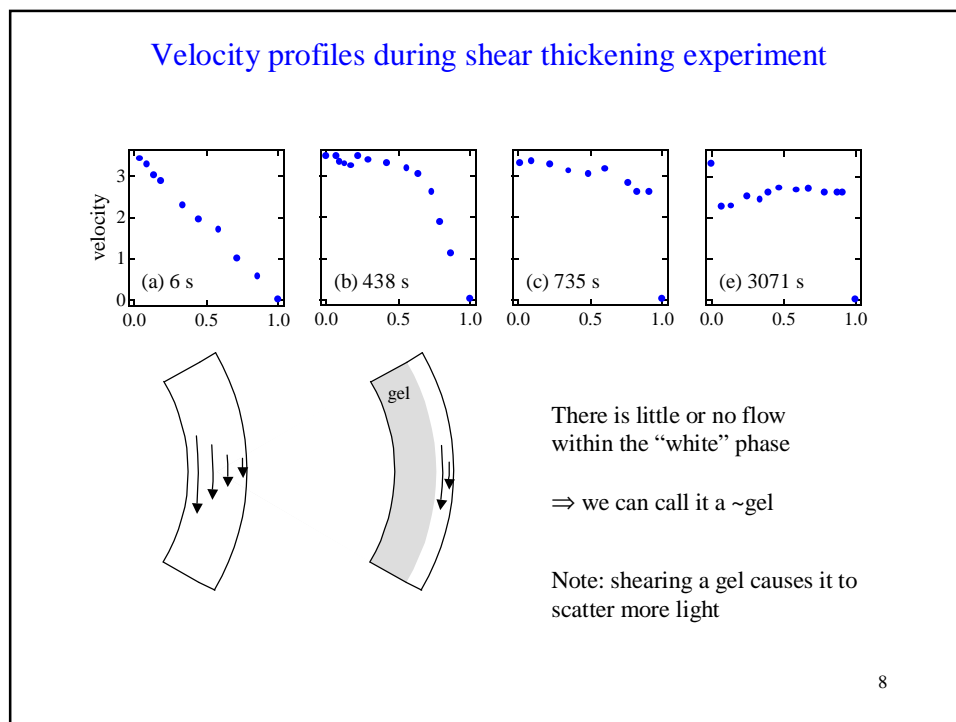 Velocity profiles during shear thickening experiment
velocity
3
2
1
0
(a) 6 s
(b) 438 s
(c) 735 s
(e) 3071 s
0.0 0.5 1.0
0.0 0.5 1.0
0.0 0.5 1.0
0.0 0.5 1.0
gel
There is little or no flow
within the “white” phase
⇒ we can call it a ~gel
Note: shearing a gel causes it to
scatter more light
8